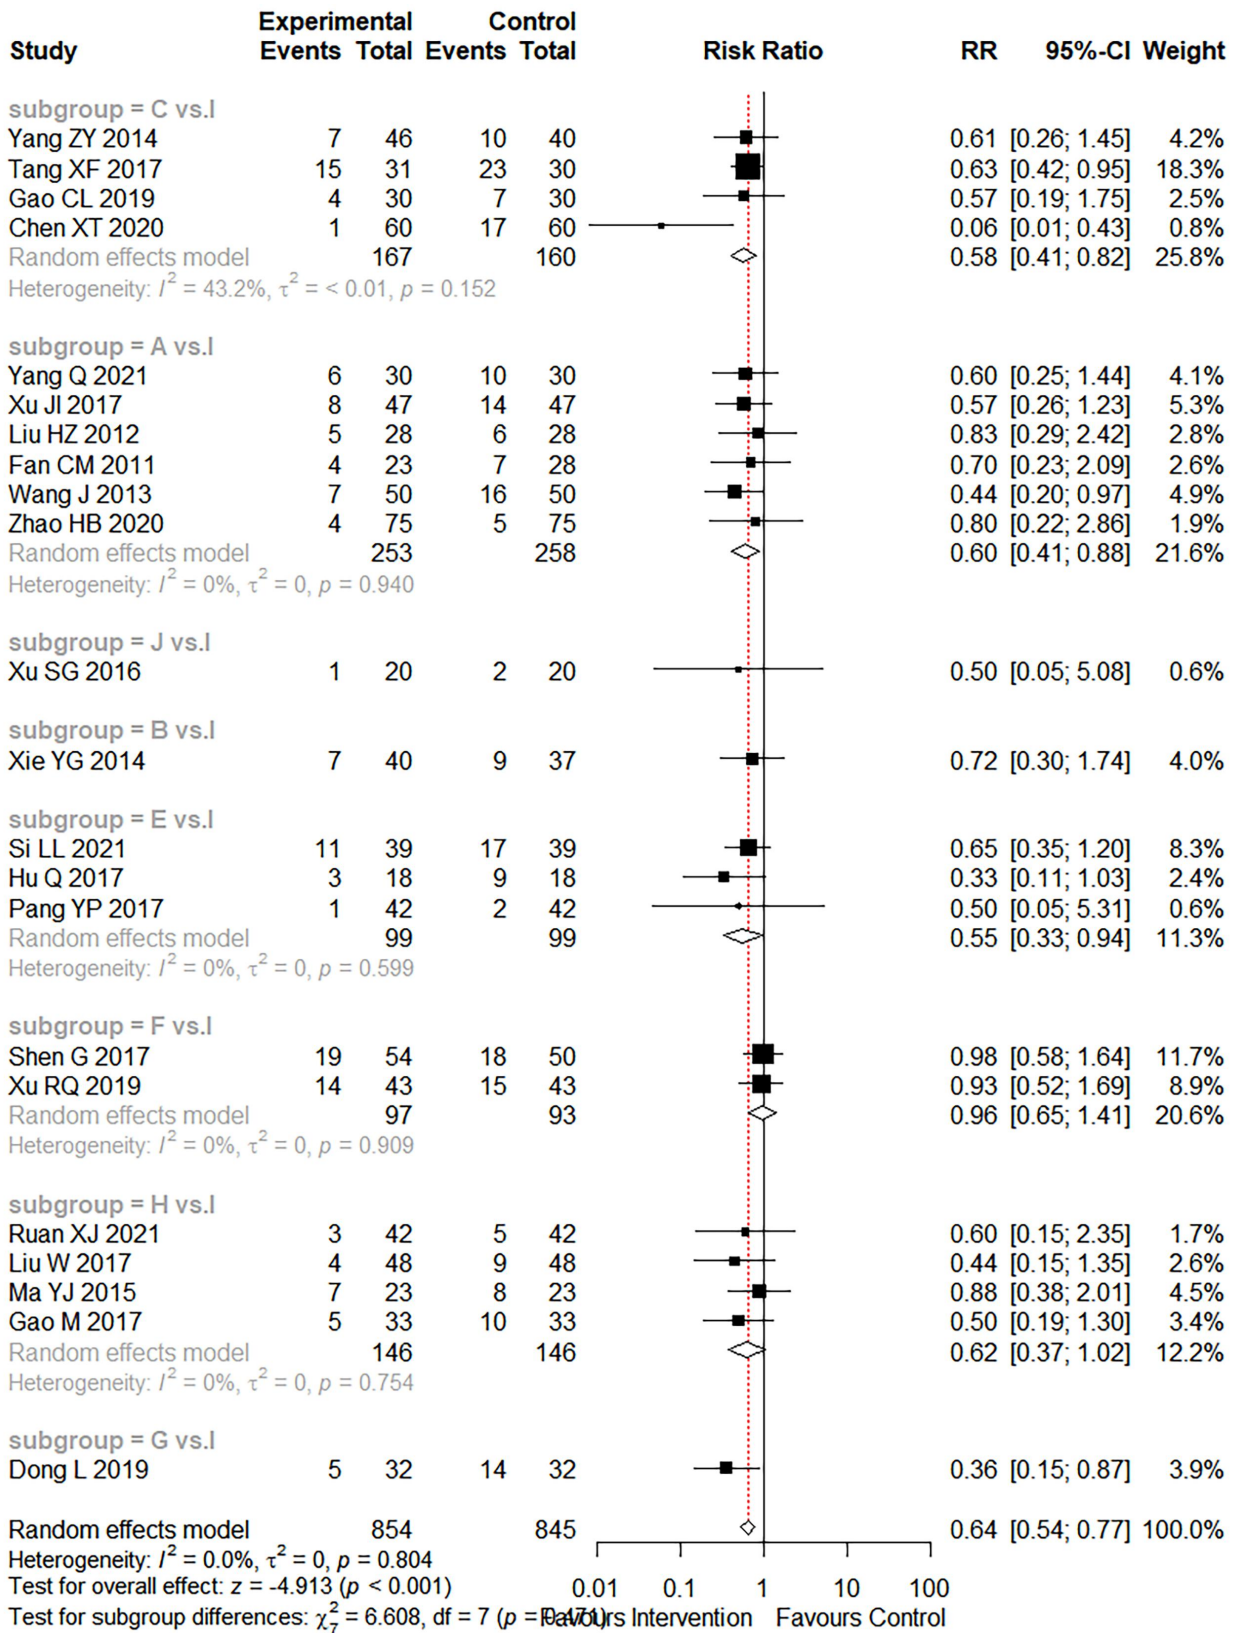 Experimental Control
Study Events Total Events Total Risk Ratio RR 95%-CI Weight
subgroup = C vs.I
Yang ZY 2014 7 46 10 40 0.61 [0.26; 1.45] 4.2%
Tang XF 2017 15 31 23 30 0.63 [0.42; 0.95] 18.3%
Gao CL 2019 4 30 7 30 0.57 [0.19; 1.75] 2.5%
Chen XT 2020 1 60 17 60 0.06 [0.01; 0.43] 0.8%
Random effects model 167 160 0.58 [0.41; 0.82] 25.8%
Heterogeneity: I² = 43.2%, τ² = < 0.01, p = 0.152
subgroup = A vs.I
Yang Q 2021 6 30 10 30 0.60 [0.25; 1.44] 4.1%
Xu JI 2017 8 47 14 47 0.57 [0.26; 1.23] 5.3%
Liu HZ 2012 5 28 6 28 0.83 [0.29; 2.42] 2.8%
Fan CM 2011 4 23 7 28 0.70 [0.23; 2.09] 2.6%
Wang J 2013 7 50 16 50 0.44 [0.20; 0.97] 4.9%
Zhao HB 2020 4 75 5 75 0.80 [0.22; 2.86] 1.9%
Random effects model 253 258 0.60 [0.41; 0.88] 21.6%
Heterogeneity: I² = 0%, τ² = 0, p = 0.940
subgroup = J vs.I
Xu SG 2016 1 20 2 20 0.50 [0.05; 5.08] 0.6%
subgroup = B vs.I
Xie YG 2014 7 40 9 37 0.72 [0.30; 1.74] 4.0%
subgroup = E vs.I
Si LL 2021 11 39 17 39 0.65 [0.35; 1.20] 8.3%
Hu Q 2017 3 18 9 18 0.33 [0.11; 1.03] 2.4%
Pang YP 2017 1 42 2 42 0.50 [0.05; 5.31] 0.6%
Random effects model 99 99 0.55 [0.33; 0.94] 11.3%
Heterogeneity: I² = 0%, τ² = 0, p = 0.599
subgroup = F vs.I
Shen G 2017 19 54 18 50 0.98 [0.58; 1.64] 11.7%
Xu RQ 2019 14 43 15 43 0.93 [0.52; 1.69] 8.9%
Random effects model 97 93 0.96 [0.65; 1.41] 20.6%
Heterogeneity: I² = 0%, τ² = 0, p = 0.909
subgroup = H vs.I
Ruan XJ 2021 3 42 5 42 0.60 [0.15; 2.35] 1.7%
Liu W 2017 4 48 9 48 0.44 [0.15; 1.35] 2.6%
Ma YJ 2015 7 23 8 23 0.88 [0.38; 2.01] 4.5%
Gao M 2017 5 33 10 33 0.50 [0.19; 1.30] 3.4%
Random effects model 146 146 0.62 [0.37; 1.02] 12.2%
Heterogeneity: I² = 0%, τ² = 0, p = 0.754
subgroup = G vs.I
Dong L 2019 5 32 14 32 0.36 [0.15; 0.87] 3.9%
Random effects model 854 845 0.64 [0.54; 0.77] 100.0%
Heterogeneity: I² = 0.0%, τ² = 0, p = 0.804
Test for overall effect: z = -4.913 (p < 0.001) 0.01 0.1 1 10 100
Test for subgroup differences: χ²₇ = 6.608, df = 7 (p = 0.471) Favours Intervention Favours Control